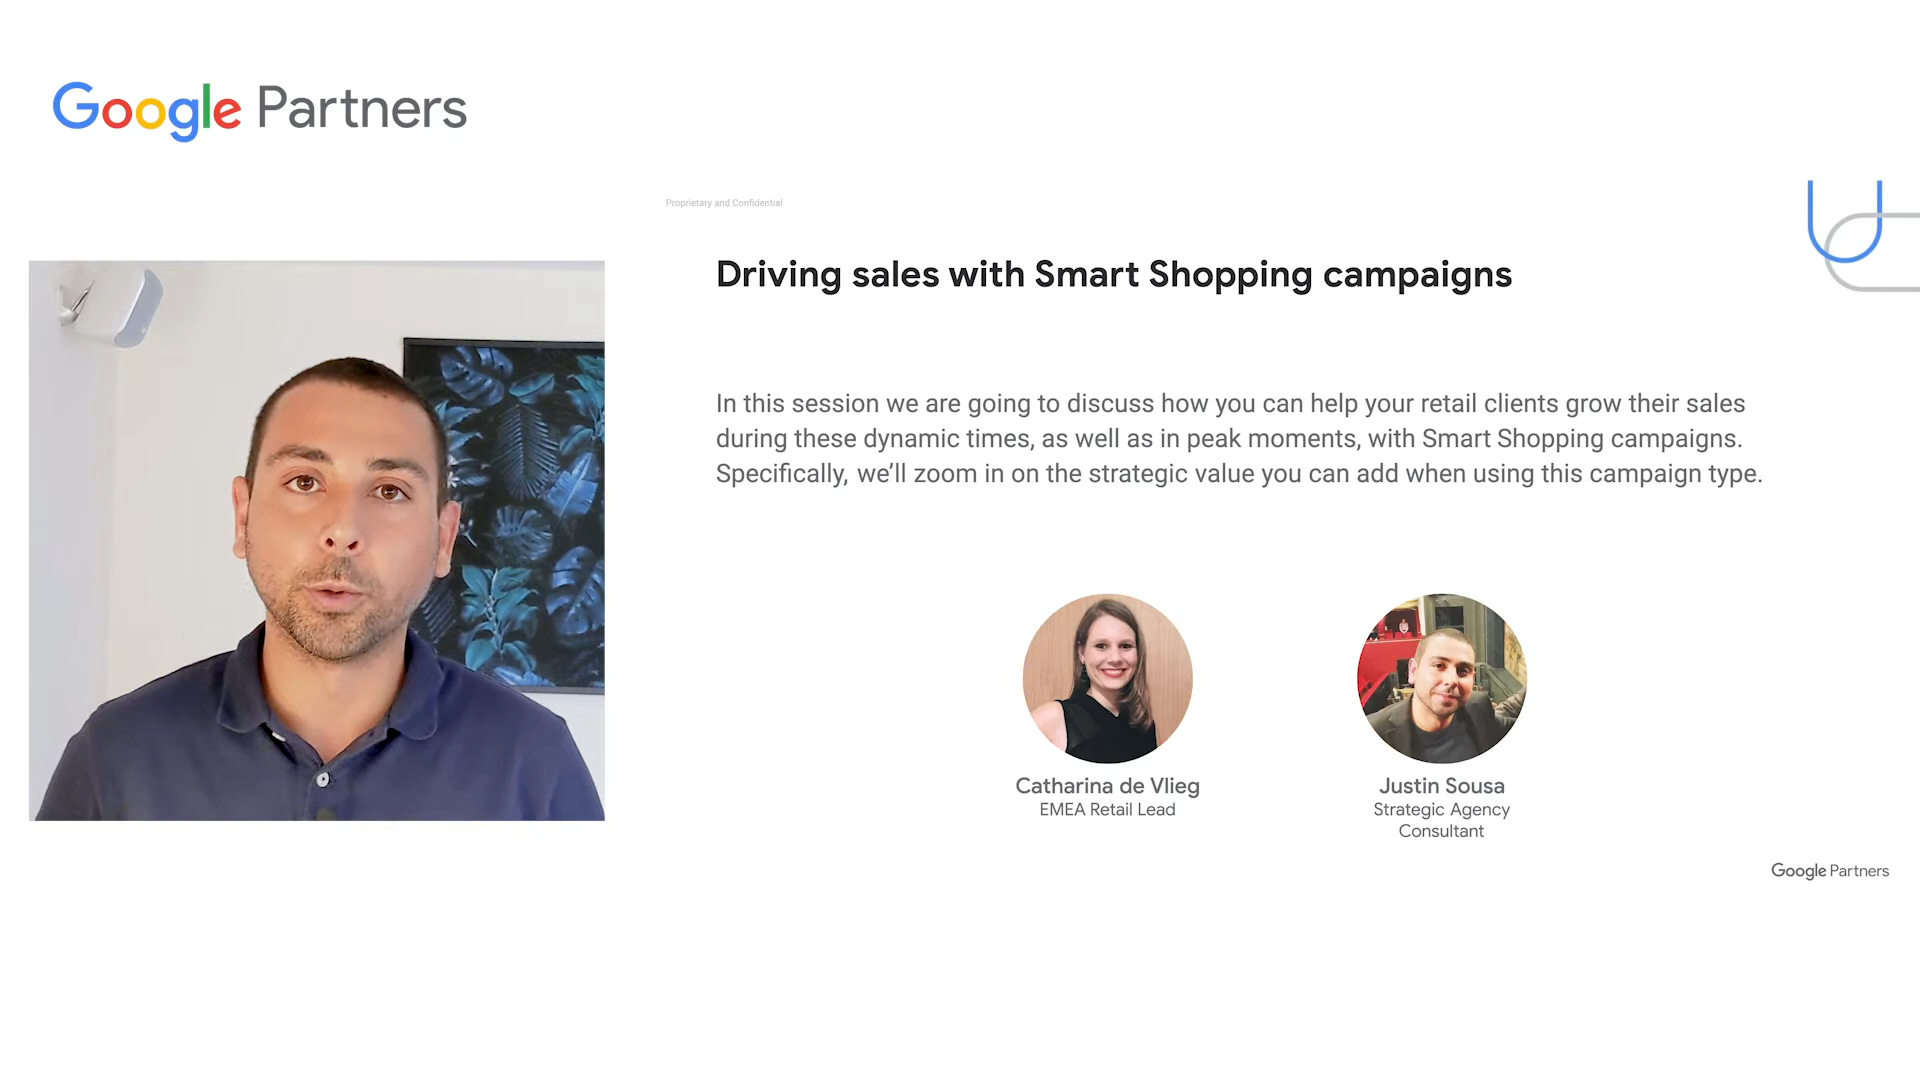 Google Partners
Proprietary and Confidential
Driving sales with Smart Shopping campaigns
In this session we are going to discuss how you can help your retail clients grow their sales
during these dynamic times, as well as in peak moments, with Smart Shopping campaigns.
Specifically, we’ll zoom in on the strategic value you can add when using this campaign type.
Catharina de Vlieg
EMEA Retail Lead
Justin Sousa
Strategic Agency
Consultant
Google Partners